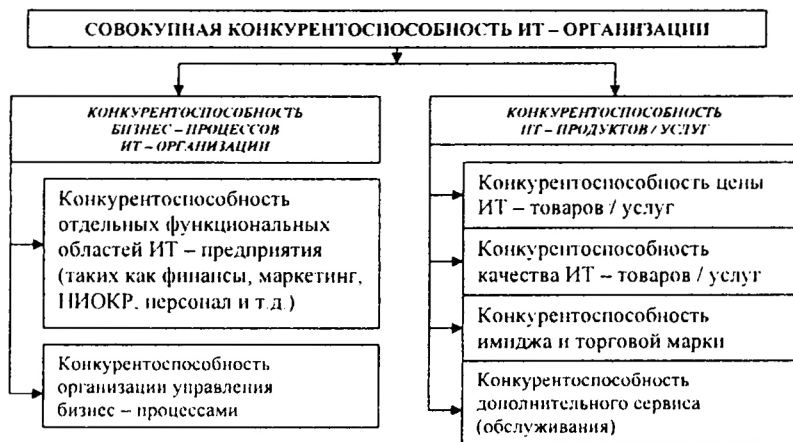 СОВОКУПНАЯ КОНКУРЕНТОСПОСОБНОСТЬ ИТ – ОРГАНИЗАЦИИ
КОНКУРЕНТОСПОСОБНОСТЬ
БИЗНЕС – ПРОЦЕССОВ
ИТ – ОРГАНИЗАЦИИ
Конкурентоспособность
отдельных функциональных
областей ИТ – предприятия
(таких как финансы, маркетинг,
НИОКР, персонал и т.д.)
Конкурентоспособность
организации управления
бизнес – процессами
КОНКУРЕНТОСПОСОБНОСТЬ
ИТ – ПРОДУКТОВ / УСЛУГ
Конкурентоспособность цены
ИТ – товаров / услуг
Конкурентоспособность
качества ИТ – товаров / услуг
Конкурентоспособность
имиджа и торговой марки
Конкурентоспособность
дополнительного сервиса
(обслуживания)